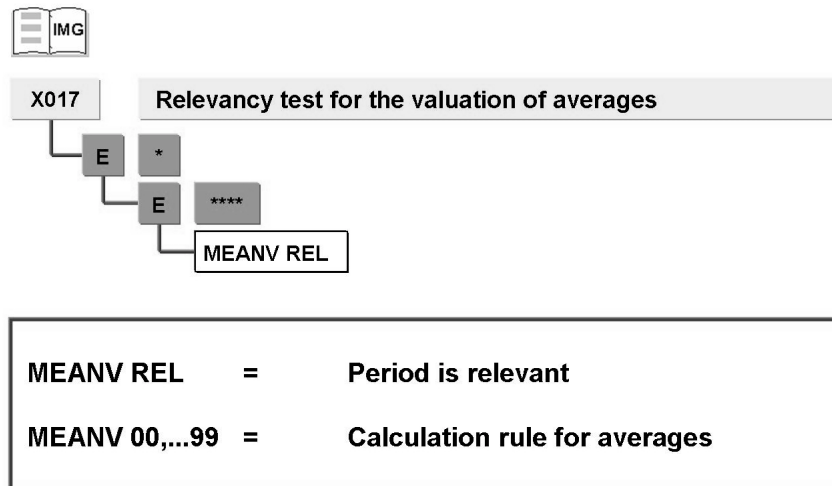 IMG
X017 Relevancy test for the valuation of averages
E *
E ****
MEANV REL
MEANV REL = Period is relevant
MEANV 00,...99 = Calculation rule for averages